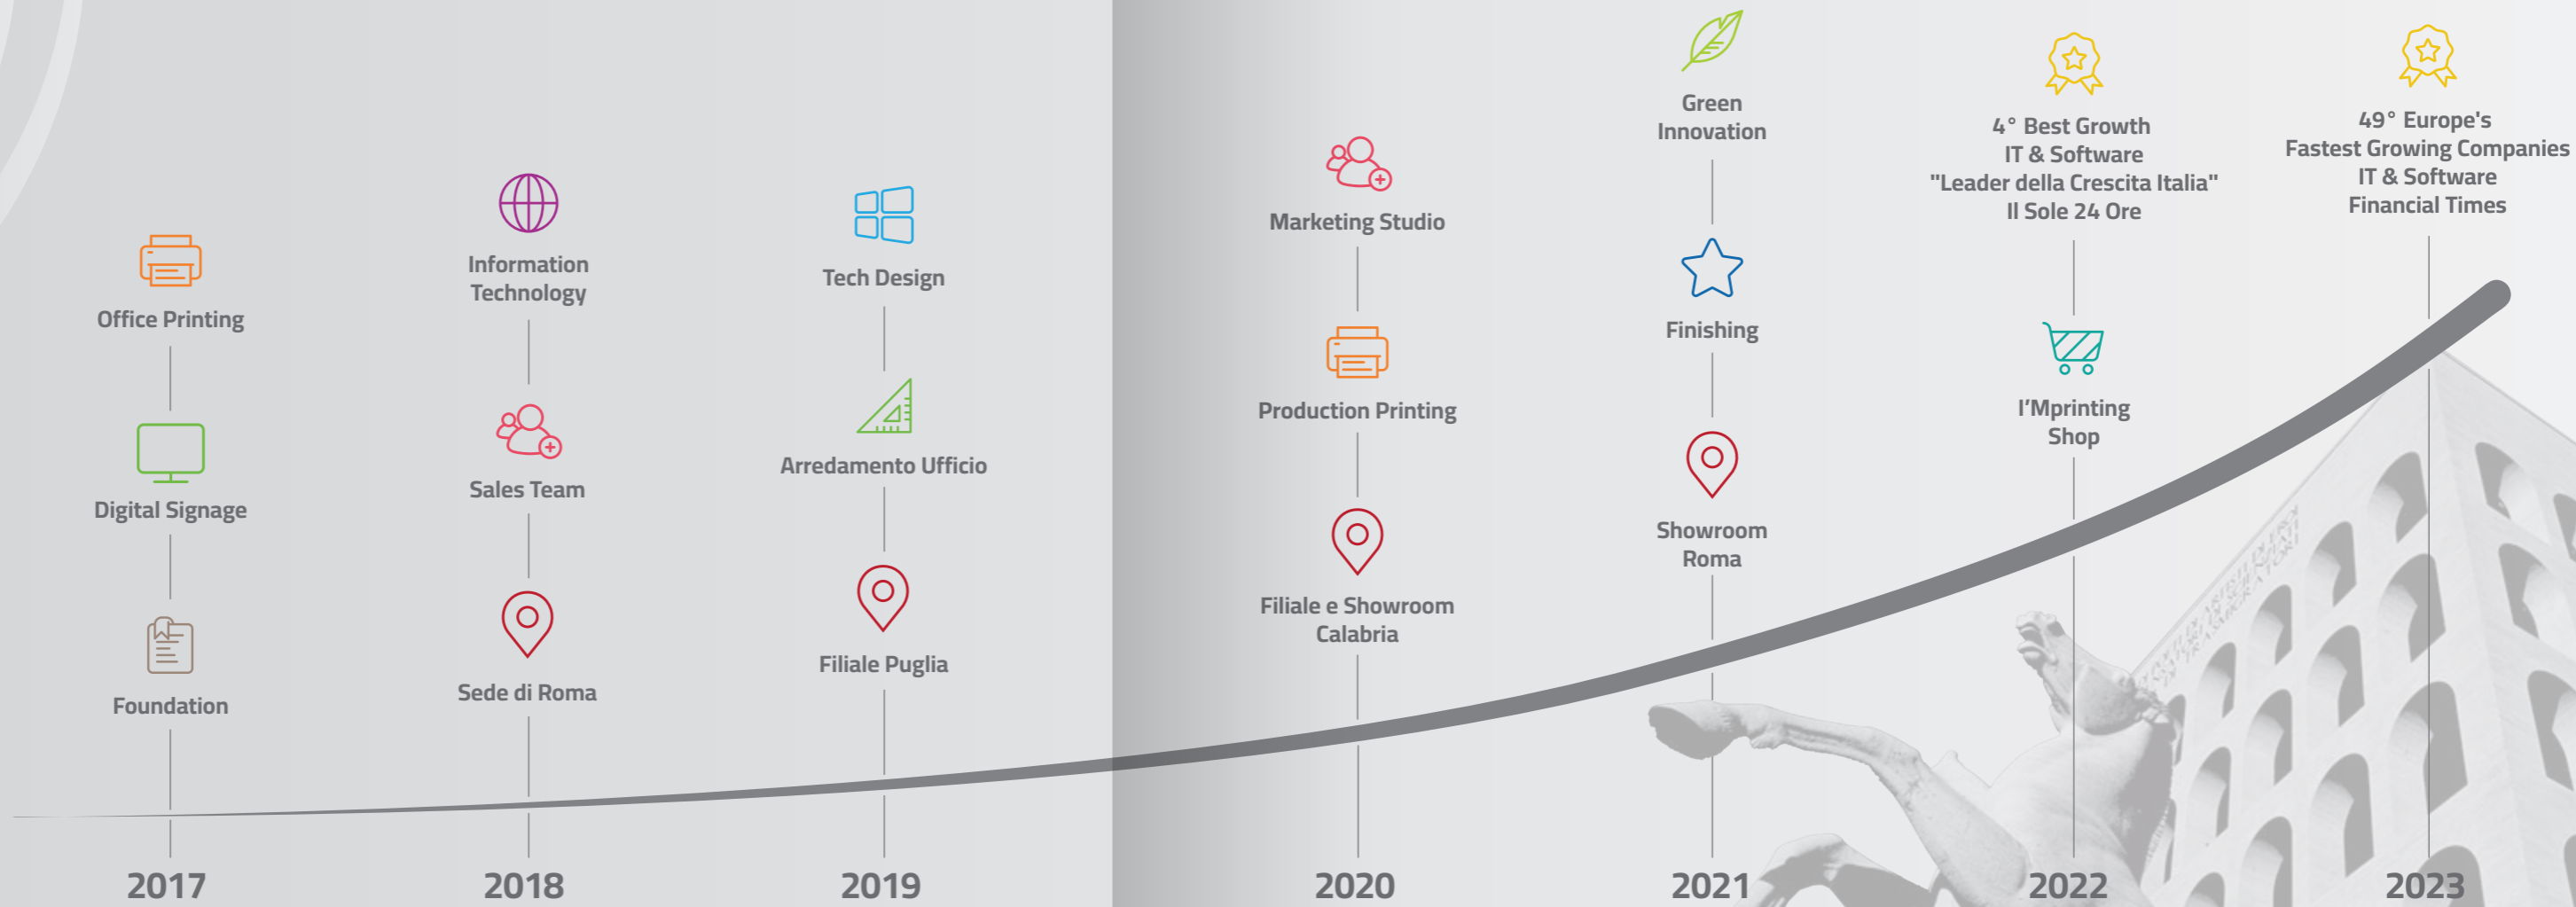 Office Printing
Digital Signage
Foundation
2017
Information
Technology
Sales Team
Sede di Roma
2018
Tech Design
Arredamento Ufficio
Filiale Puglia
2019
Marketing Studio
Production Printing
Filiale e Showroom
Calabria
2020
Green
Innovation
Finishing
Showroom
Roma
2021
4° Best Growth
IT & Software
"Leader della Crescita Italia"
Il Sole 24 Ore
I'Mprinting
Shop
2022
49° Europe's
Fastest Growing Companies
IT & Software
Financial Times
2023